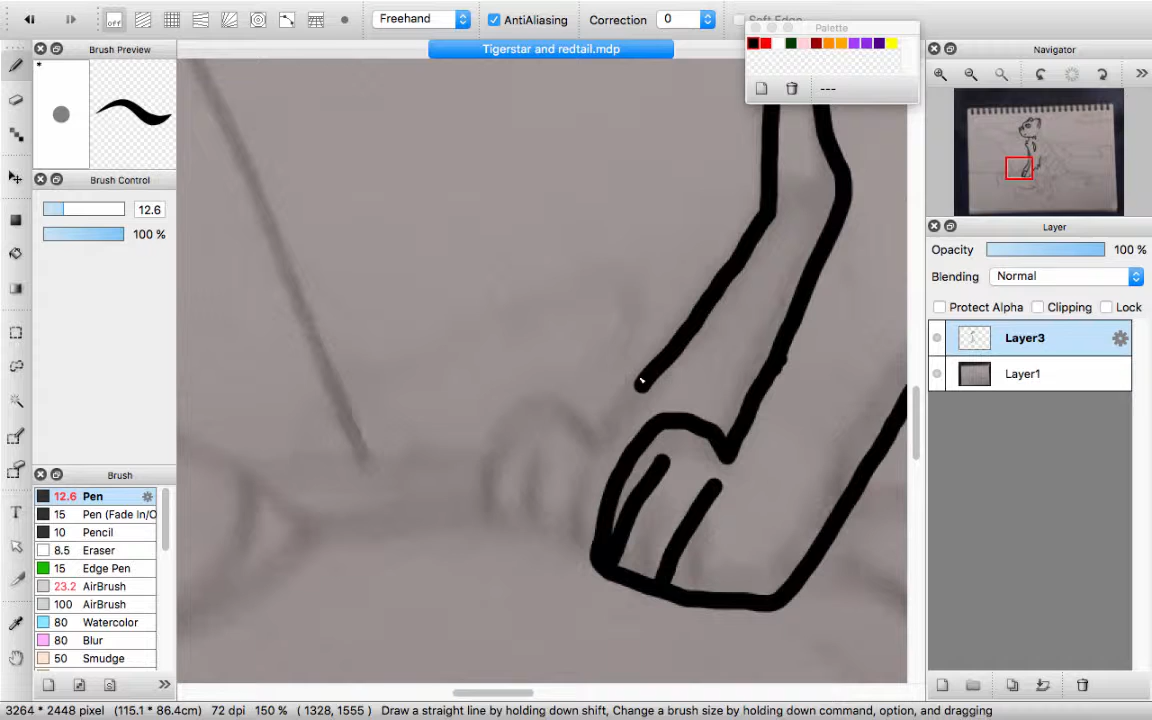 off
Freehand
AntiAliasing
Correction
0
Soft Edge
Palette
---
Tigerstar and redtail.mdp
Brush Preview
*
Brush Control
12.6
100 %
Brush
12.6 Pen
15 Pen (Fade In/O
10 Pencil
8.5 Eraser
15 Edge Pen
23.2 AirBrush
100 AirBrush
80 Watercolor
80 Blur
50 Smudge
T
Navigator
Layer
Opacity
100 %
Blending
Normal
Protect Alpha
Clipping
Lock
Layer3
Layer1
3264 * 2448 pixel (115.1 * 86.4cm) 72 dpi 150 % ( 1328, 1555 ) Draw a straight line by holding down shift, Change a brush size by holding down command, option, and dragging